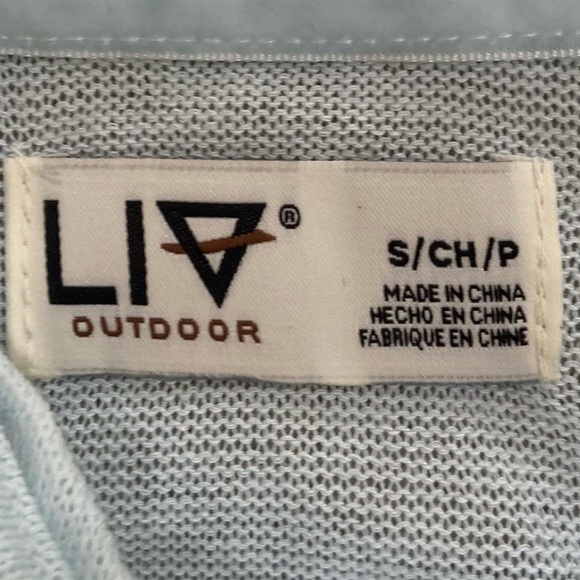 LIV®
OUTDOOR
S/CH/P
MADE IN CHINA
HECHO EN CHINA
FABRIQUE EN CHINE